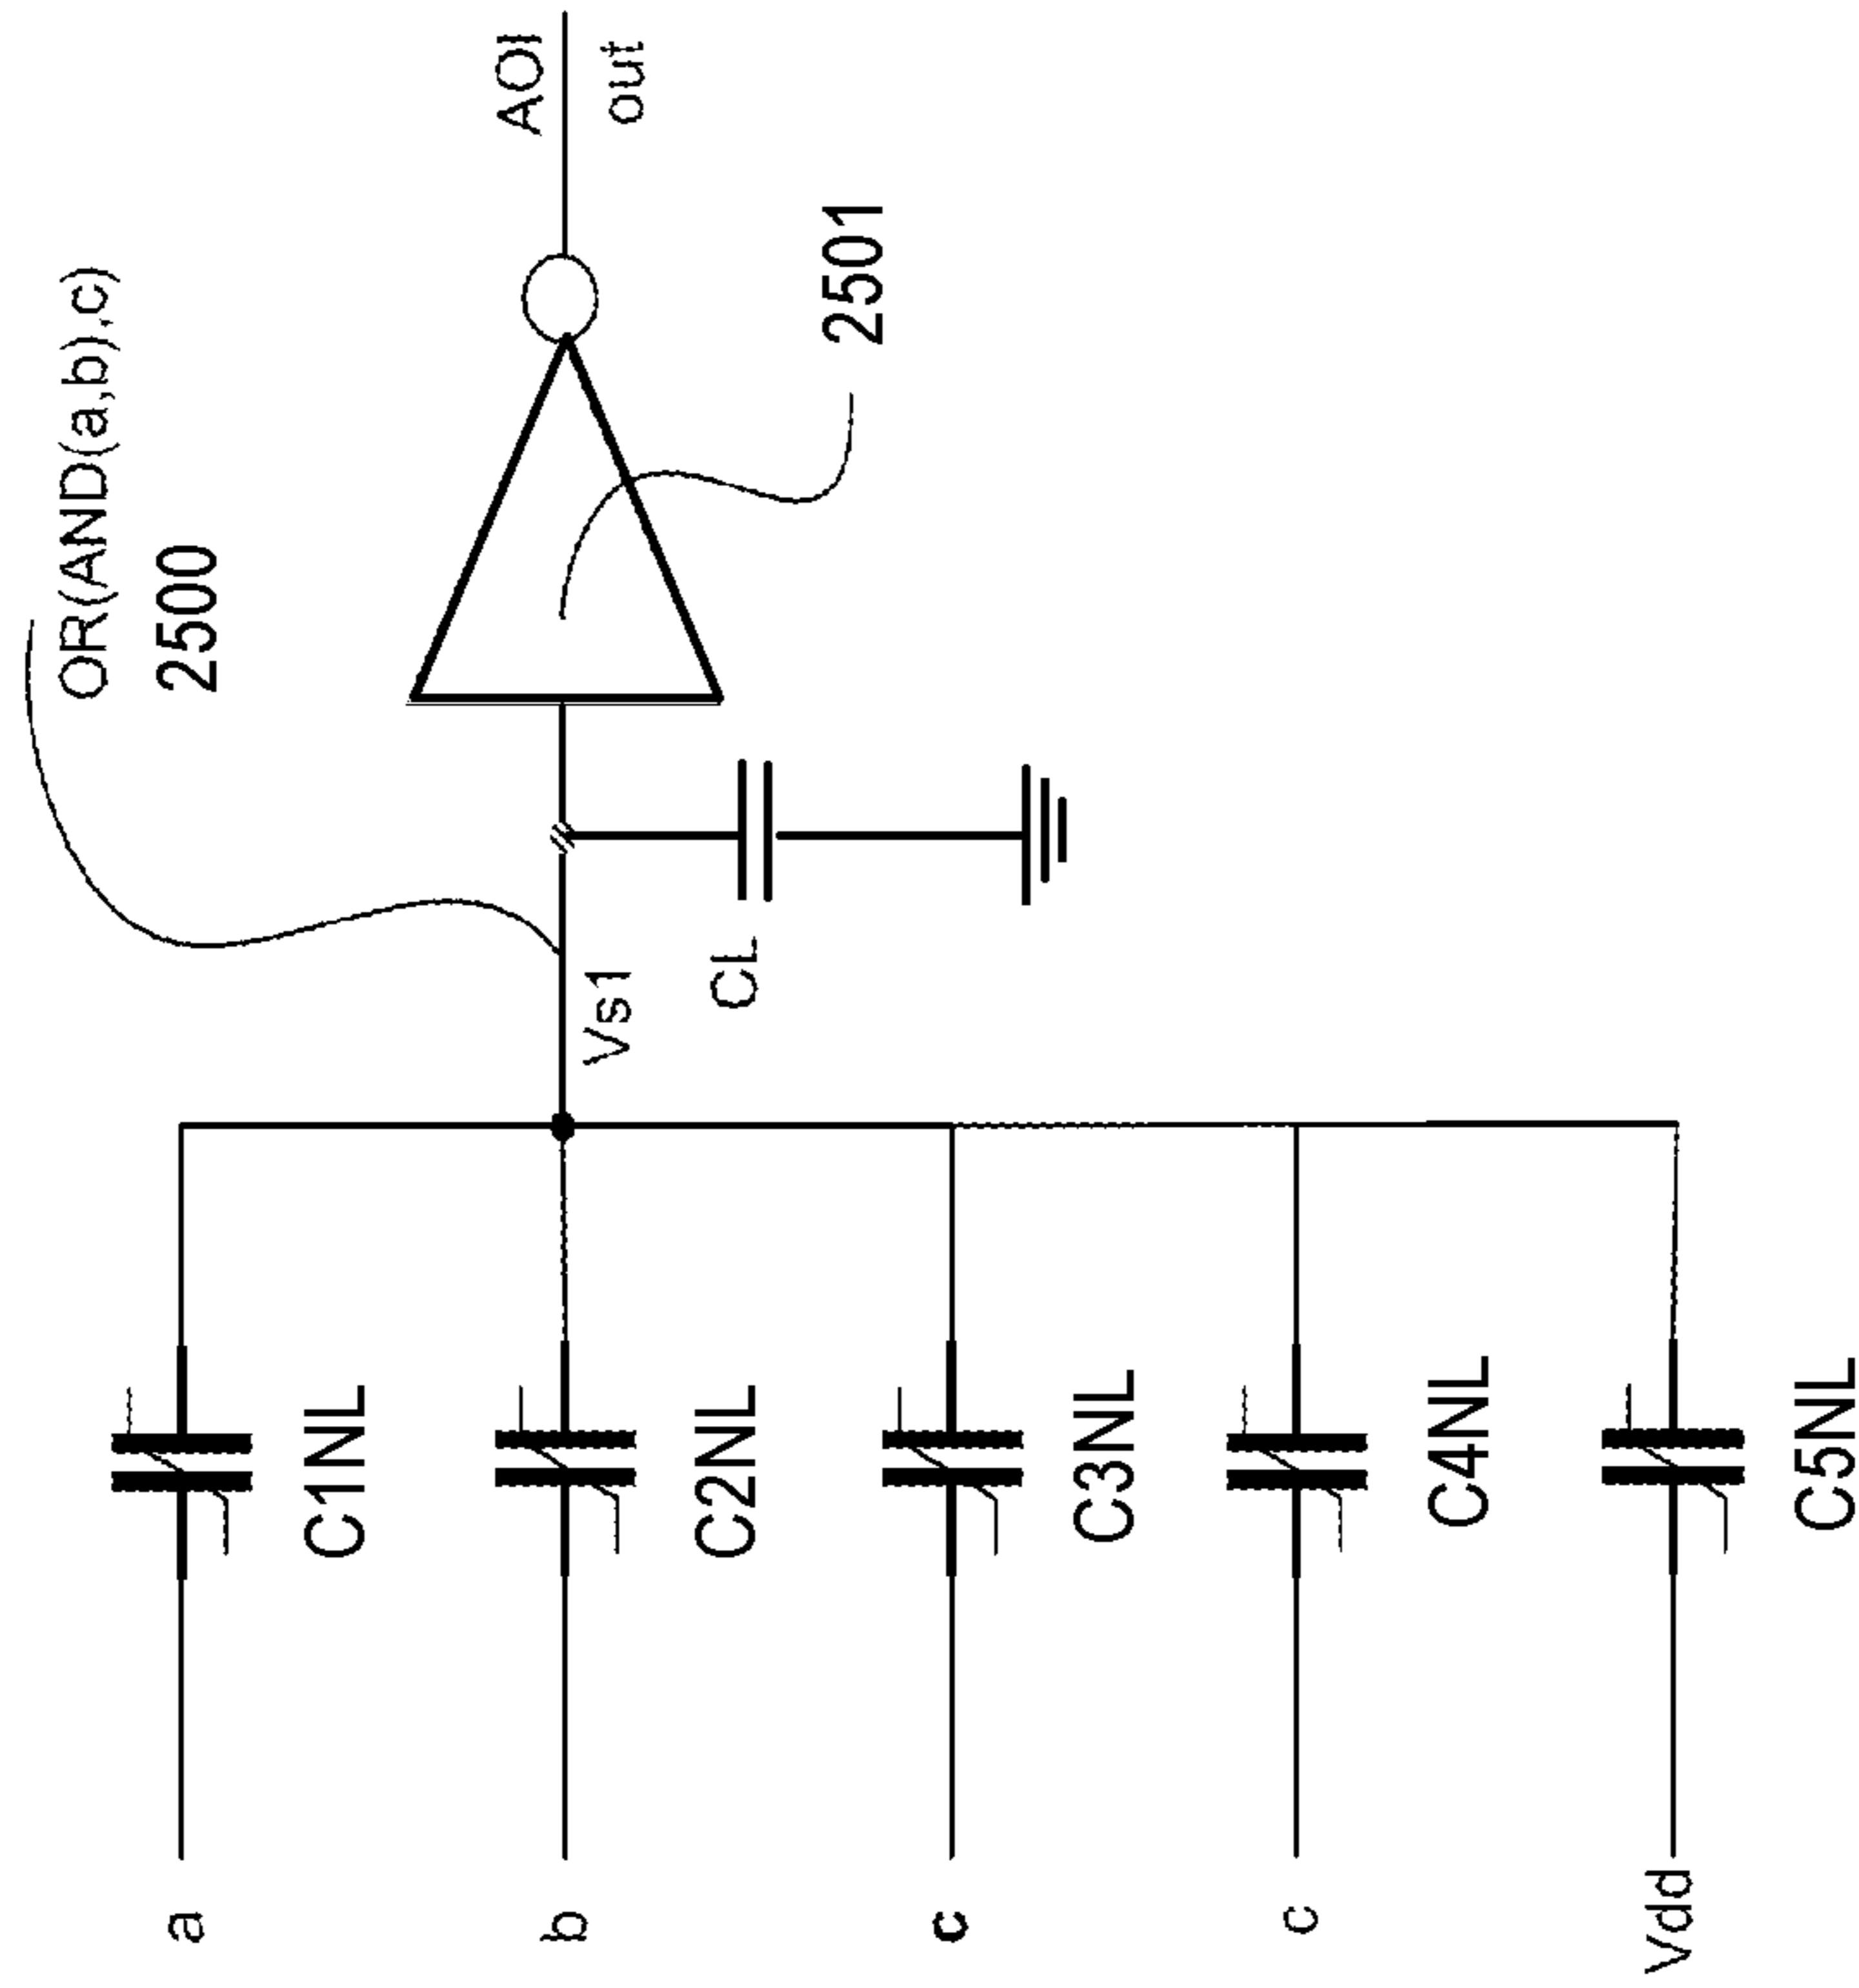 a
C1NL
b
C2NL
c
C3NL
c
C4NL
Vdd
C5NL
Vs1
CL
OR(AND(a,b),c)
2500
2501
AOI
out